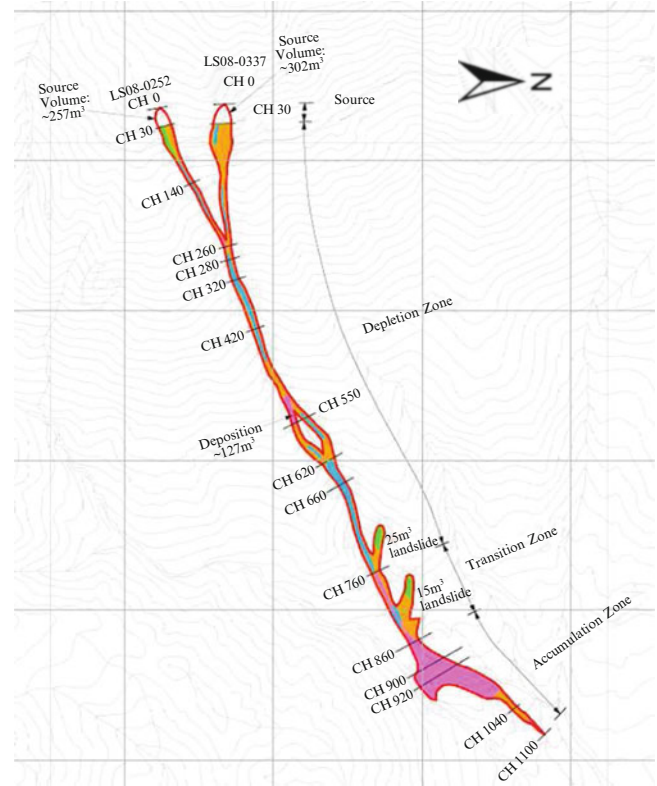 Source
Volume:
~302m³
LS08-0337
CH 0
Source
Volume:
~257m³
LS08-0252
CH 0
N
CH 30
Source
CH 30
CH 140
CH 260
CH 280
CH 320
Depletion Zone
CH 420
CH 550
Deposition
~127m³
CH 620
CH 660
25m³
landslide
Transition Zone
CH 760
15m³
landslide
Accumulation Zone
CH 860
CH 900
CH 920
CH 1040
CH 1100